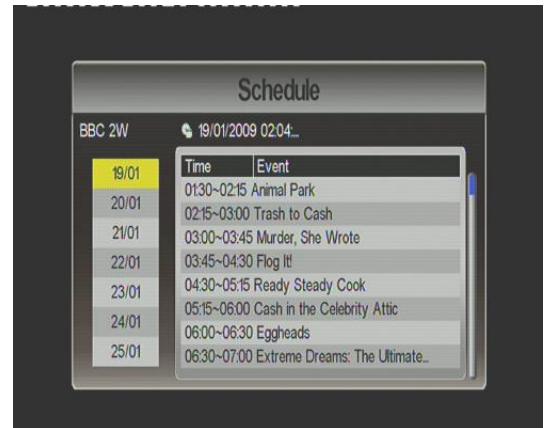 Schedule
BBC 2W 19/01/2009 02:04:...
19/01
20/01
21/01
22/01
23/01
24/01
25/01
Time Event
01:30~02:15 Animal Park
02:15~03:00 Trash to Cash
03:00~03:45 Murder, She Wrote
03:45~04:30 Flog It!
04:30~05:15 Ready Steady Cook
05:15~06:00 Cash in the Celebrity Attic
06:00~06:30 Eggheads
06:30~07:00 Extreme Dreams: The Ultimate...